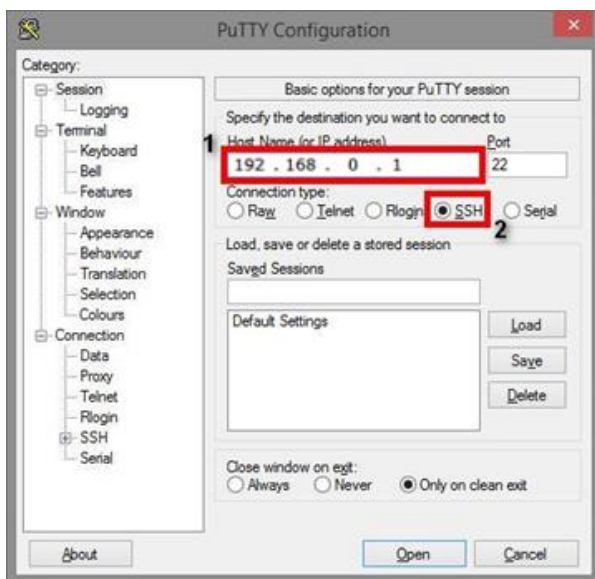 PuTTY Configuration
Category:
Session
Logging
Terminal
Keyboard
Bell
Features
Window
Appearance
Behaviour
Translation
Selection
Colours
Connection
Data
Proxy
Telnet
Rlogin
SSH
Serial
Basic options for your PuTTY session
Specify the destination you want to connect to
1 Host Name (or IP address) Port
192 . 168 . 0 . 1 22
Connection type:
Raw Telnet Rlogin SSH Serial
2
Load, save or delete a stored session
Saved Sessions
Default Settings
Load
Save
Delete
Close window on exit:
Always Never Only on clean exit
About Open Cancel